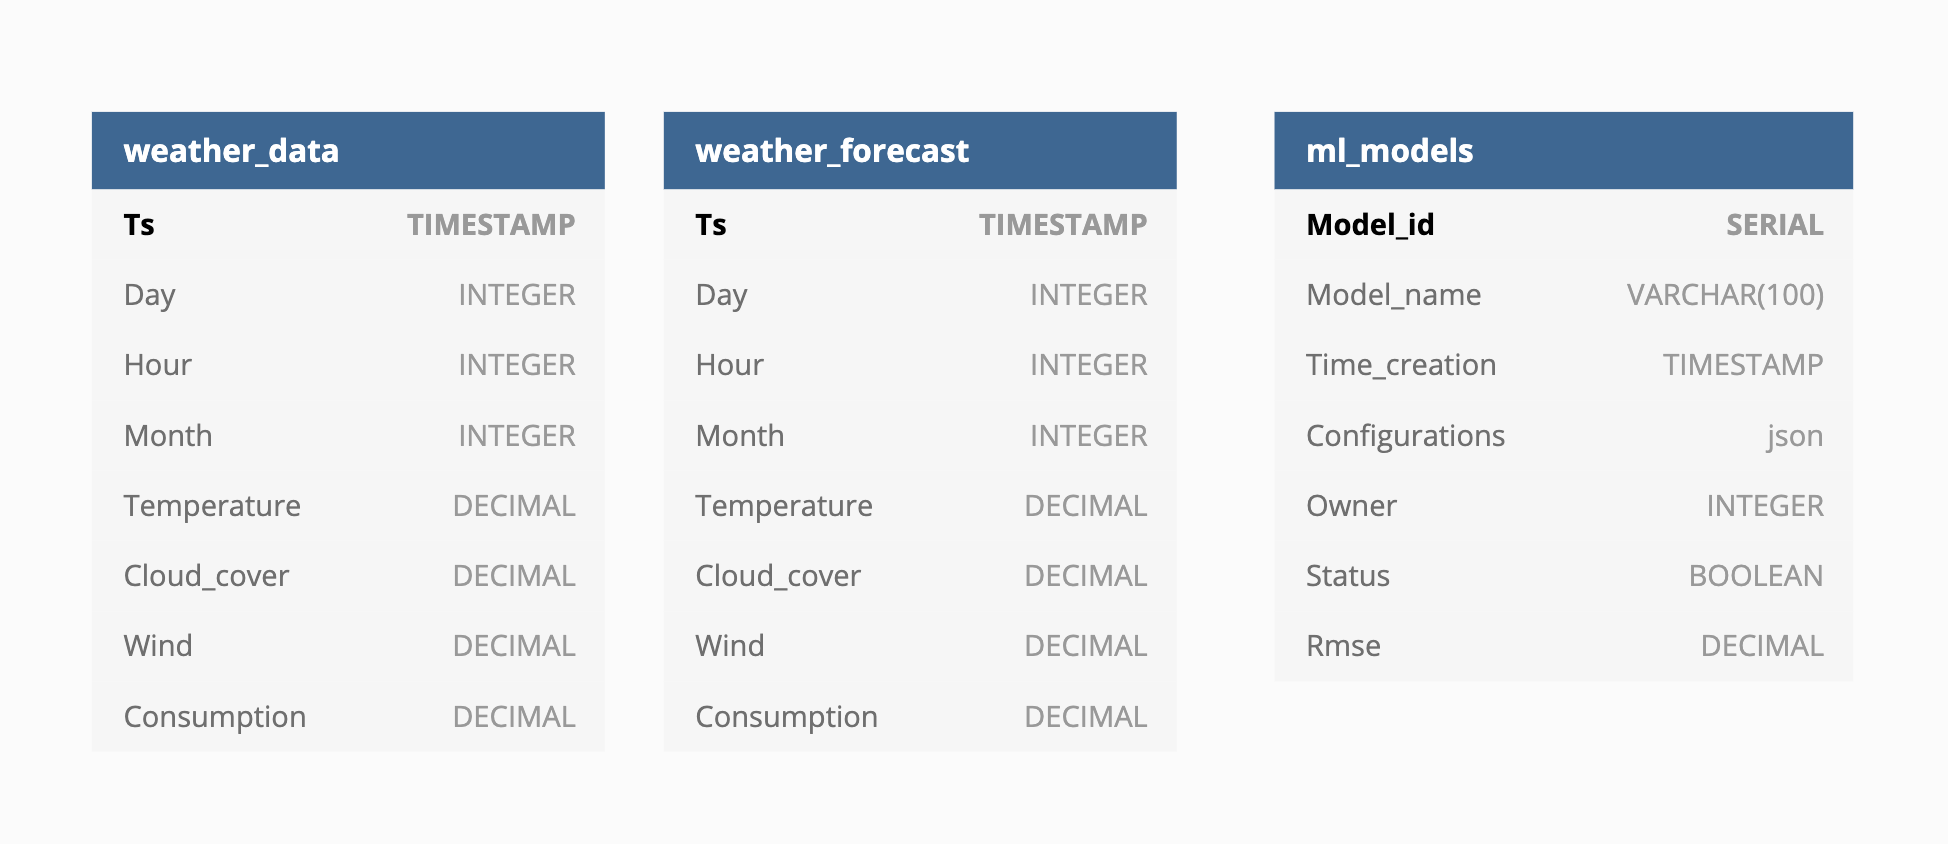 weather_data
Ts TIMESTAMP
Day INTEGER
Hour INTEGER
Month INTEGER
Temperature DECIMAL
Cloud_cover DECIMAL
Wind DECIMAL
Consumption DECIMAL
weather_forecast
Ts TIMESTAMP
Day INTEGER
Hour INTEGER
Month INTEGER
Temperature DECIMAL
Cloud_cover DECIMAL
Wind DECIMAL
Consumption DECIMAL
ml_models
Model_id SERIAL
Model_name VARCHAR(100)
Time_creation TIMESTAMP
Configurations json
Owner INTEGER
Status BOOLEAN
Rmse DECIMAL